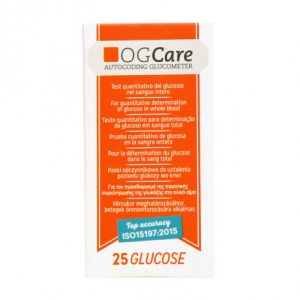 OGCare
AUTOCODING GLUCOMETER
Test quantitativo del glucosio
nel sangue intero
For quantitative determination
of glucose in whole blood
Teste quantitativo para determinação
de glucose em sangue total
Prueba cuantitativa de glucosa
en la sangre entera
Pour la détermination du glucose
dans le sang total
Paski odczynnikowe do ustalenia
poziomu glukozy we krwi
Για τον προσδιορισμό της ποσοτικής
συγκέντρωσης της γλυκόζης στο ολικό αίμα
Vércukor meghatározásához,
betegek önmonitorozására alkalmas
Top accuracy
ISO15197:2015
25 GLUCOSE